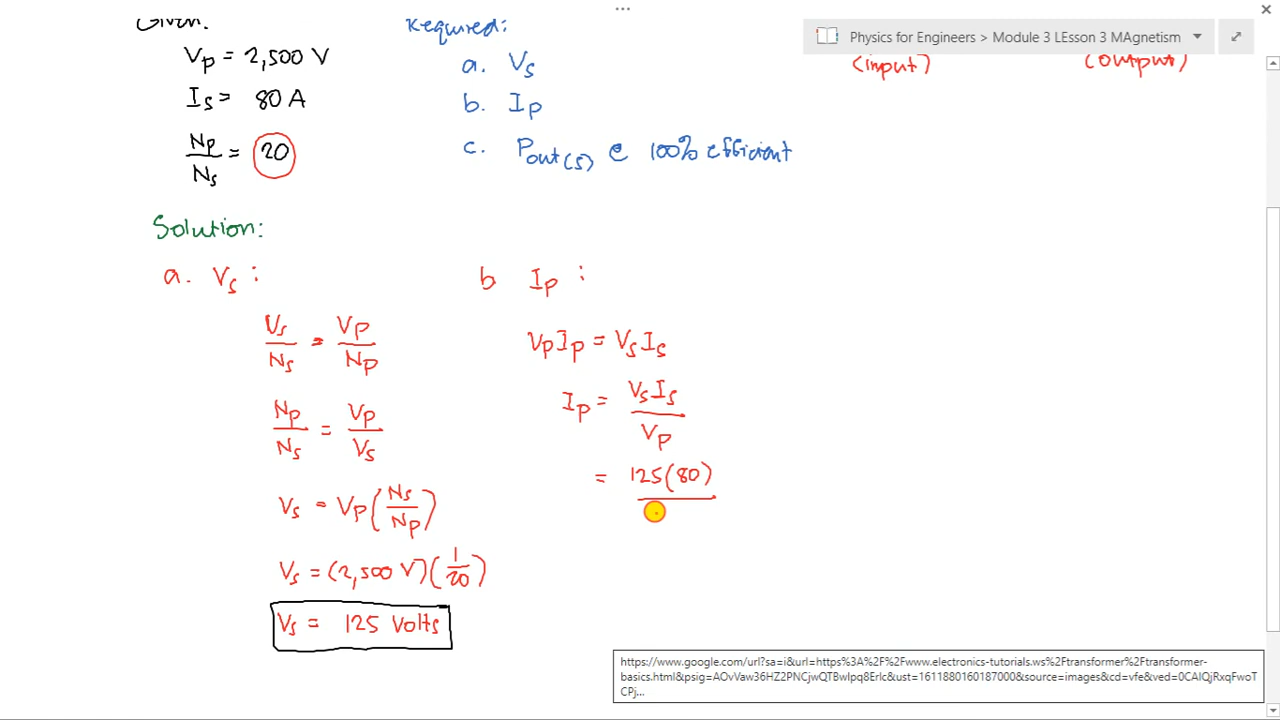 Given:
Vp = 2,500 V
Is = 80 A
Np/Ns = 20
Required:
a. Vs
b. Ip
c. Pout(s) @ 100% efficient
Physics for Engineers > Module 3 LEsson 3 MAgnetism
(input)
(output)
Solution:
a. Vs :
Vs/Ns = Vp/Np
Np/Ns = Vp/Vs
Vs = Vp(Ns/Np)
Vs = (2,500 V)(1/20)
Vs = 125 Volts
b Ip :
VpIp = VsIs
Ip = VsIs/Vp
= 125(80)
https://www.google.com/url?sa=i&url=https%3A%2F%2Fwww.electronics-tutorials.ws%2Ftransformer%2Ftransformer-
basics.html&psig=AOvVaw36HZ2PNCjwQTBwIpq8Erlc&ust=1611880160187000&source=images&cd=vfe&ved=0CAIQjRxqFwoT
CPj...